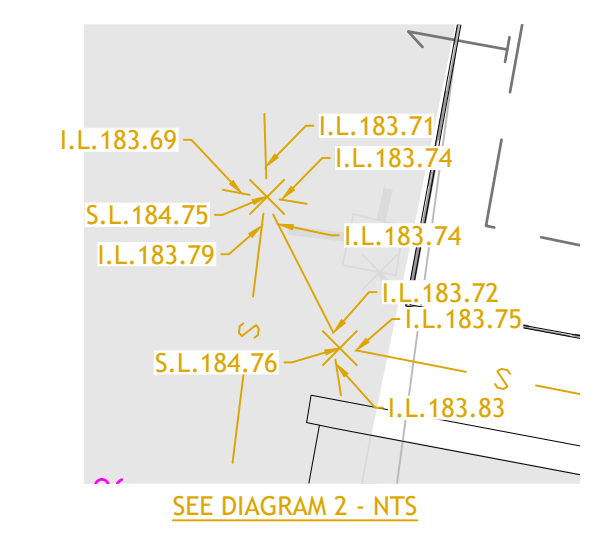 I.L.183.71
I.L.183.69
I.L.183.74
S.L.184.75
I.L.183.74
I.L.183.79
I.L.183.72
I.L.183.75
S
S.L.184.76
S
I.L.183.83
SEE DIAGRAM 2 - NTS